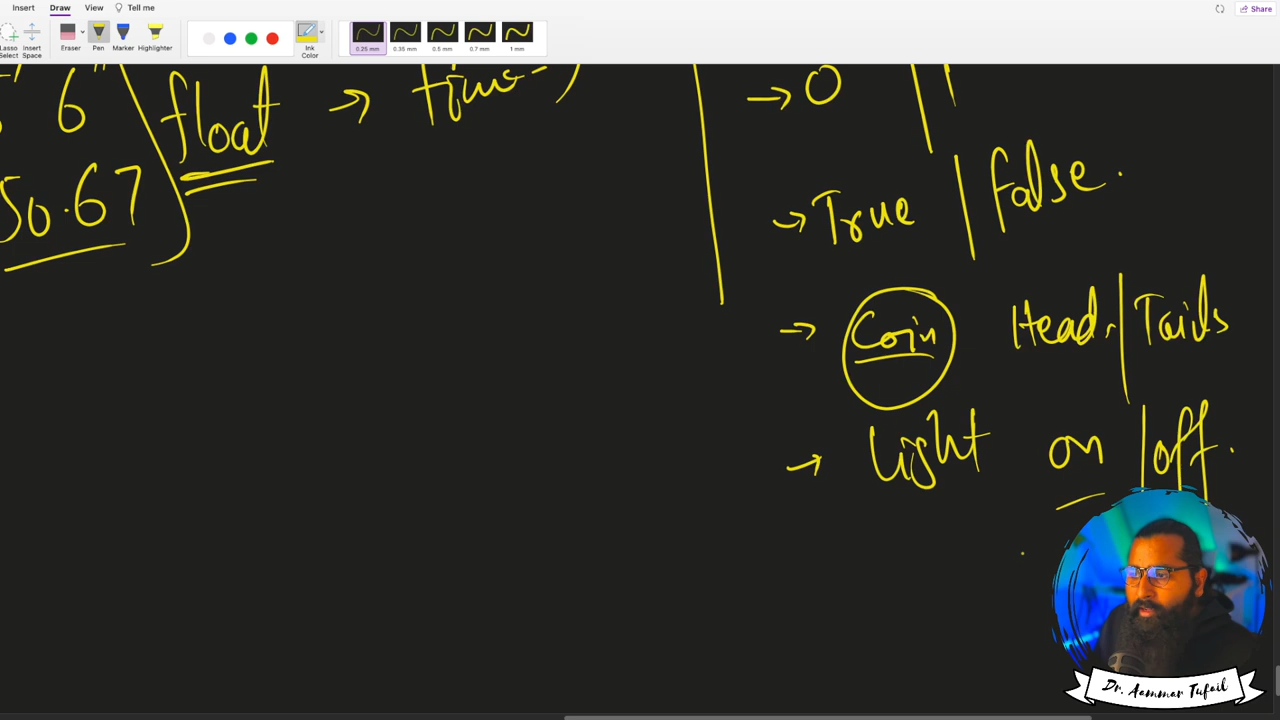 Insert Draw View Tell me Share
Lasso Select Insert Space Eraser Pen Marker Highlighter Ink Color 0.25 mm 0.35 mm 0.5 mm 0.7 mm 1 mm
6" float → time →0
50.67
→ True | False.
→ Coin Head/Tails
→ Light on | off.
Dr. Aammar Tufail